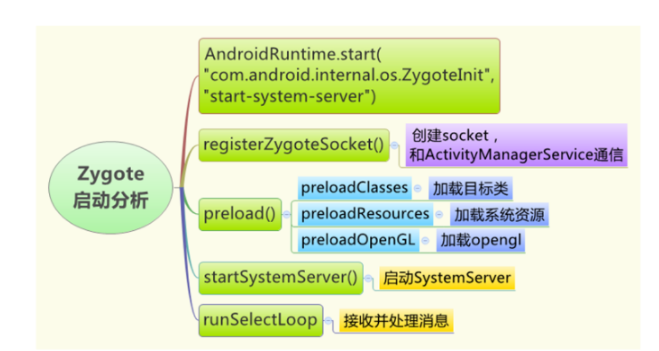 Zygote
启动分析
AndroidRuntime.start(
"com.android.internal.os.ZygoteInit",
"start-system-server")
registerZygoteSocket()
创建socket，
和ActivityManagerService通信
preload()
preloadClasses
加载目标类
preloadResources
加载系统资源
preloadOpenGL
加载opengl
startSystemServer()
启动SystemServer
runSelectLoop
接收并处理消息